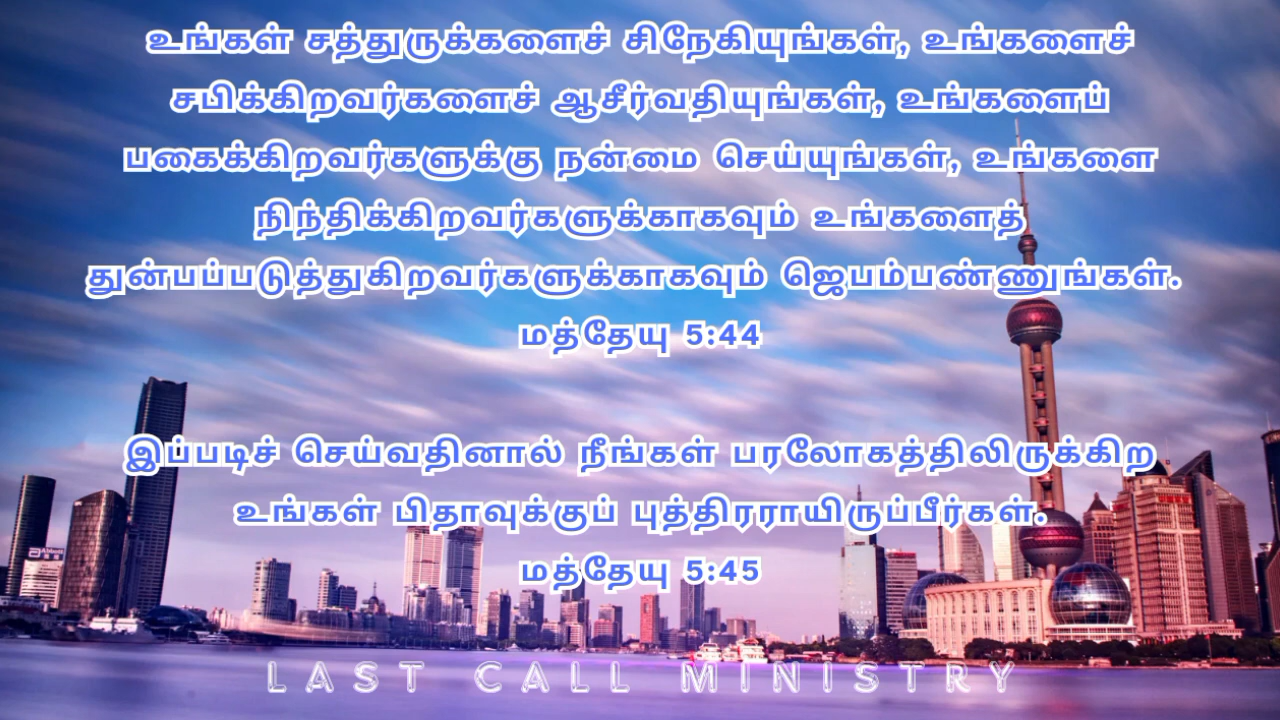 உங்கள் சத்துருக்களைச் சிநேகியுங்கள், உங்களைச்
சபிக்கிறவர்களைச் ஆசீர்வதியுங்கள், உங்களைப்
பகைக்கிறவர்களுக்கு நன்மை செய்யுங்கள், உங்களை
நிந்திக்கிறவர்களுக்காகவும் உங்களைத்
துன்பப்படுத்துகிறவர்களுக்காகவும் ஜெபம்பண்ணுங்கள்.
மத்தேயு 5:44
இப்படிச் செய்வதினால் நீங்கள் பரலோகத்திலிருக்கிற
உங்கள் பிதாவுக்குப் புத்திரராயிருப்பீர்கள்.
மத்தேயு 5:45
Abbott
LAST CALL MINISTRY